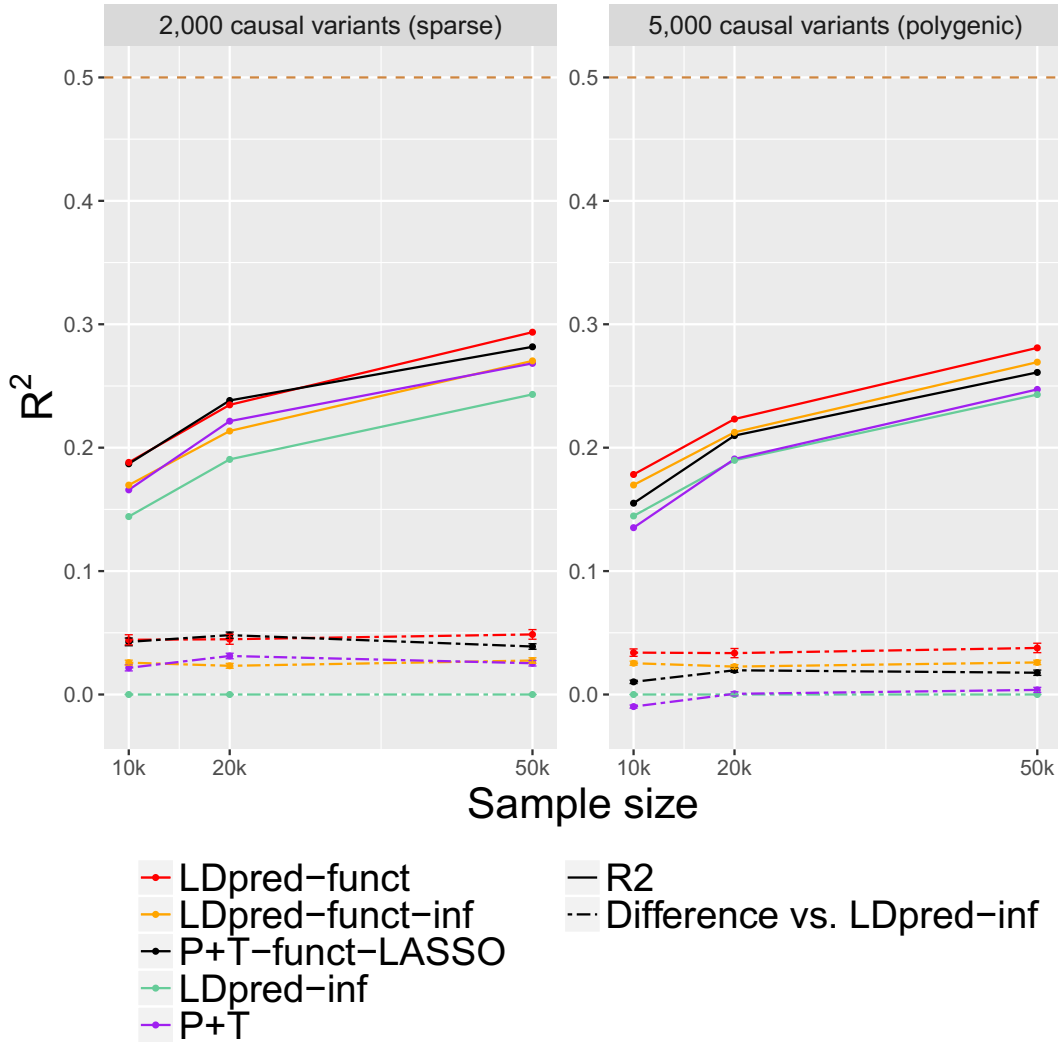 2,000 causal variants (sparse)
5,000 causal variants (polygenic)
R²
0.5
0.4
0.3
0.2
0.1
0.0
0.5
0.4
0.3
0.2
0.1
0.0
10k
20k
50k
10k
20k
50k
Sample size
LDpred−funct
LDpred−funct−inf
P+T−funct−LASSO
LDpred−inf
P+T
R2
Difference vs. LDpred−inf